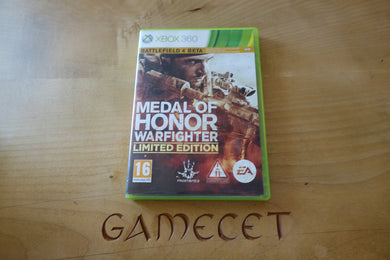 XBOX 360
BATTLEFIELD 4 BETA
MEDAL OF
HONOR
WARFIGHTER
LIMITED EDITION
16
EA
GAMECET